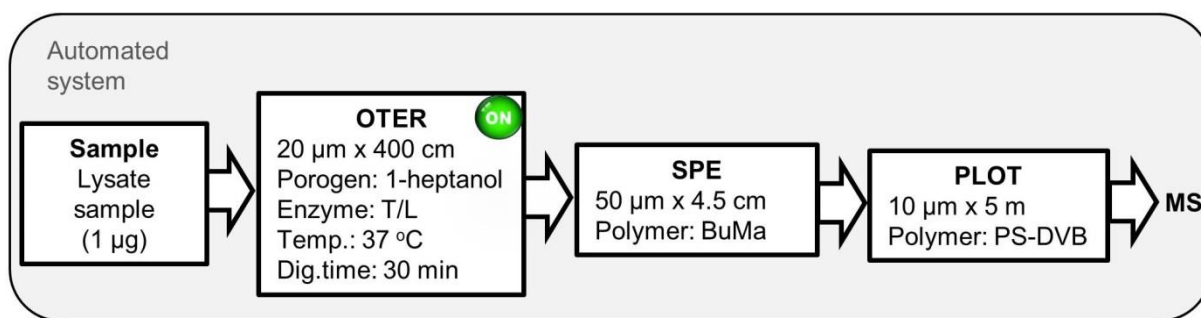 Automated
system
Sample
Lysate
sample
(1 µg)
OTER
ON
20 µm x 400 cm
Porogen: 1-heptanol
Enzyme: T/L
Temp.: 37 ºC
Dig.time: 30 min
SPE
50 µm x 4.5 cm
Polymer: BuMa
PLOT
10 µm x 5 m
Polymer: PS-DVB
MS